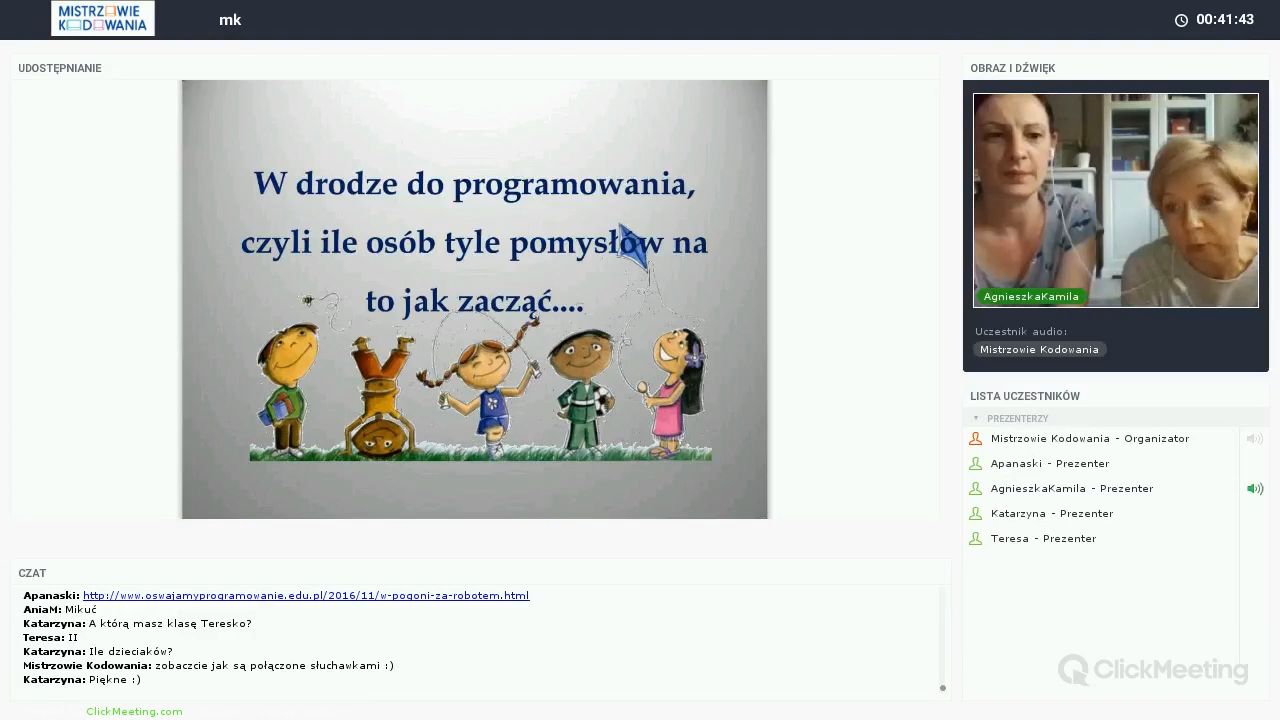 MISTRZOWIE
KODOWANIA
mk
00:41:43
UDOSTĘPNIANIE
W drodze do programowania,
czyli ile osób tyle pomysłów na
to jak zacząć....
OBRAZ I DŹWIĘK
AgnieszkaKamila
Uczestnik audio:
Mistrzowie Kodowania
LISTA UCZESTNIKÓW
PREZENTERZY
Mistrzowie Kodowania - Organizator
Apanaski - Prezenter
AgnieszkaKamila - Prezenter
Katarzyna - Prezenter
Teresa - Prezenter
CZAT
Apanaski: http://www.oswajamyprogramowanie.edu.pl/2016/11/w-pogoni-za-robotem.html
AniaM: Mikuć
Katarzyna: A którą masz klasę Teresko?
Teresa: II
Katarzyna: Ile dzieciaków?
Mistrzowie Kodowania: zobaczcie jak są połączone słuchawkami :)
Katarzyna: Piękne :)
ClickMeeting
ClickMeeting.com